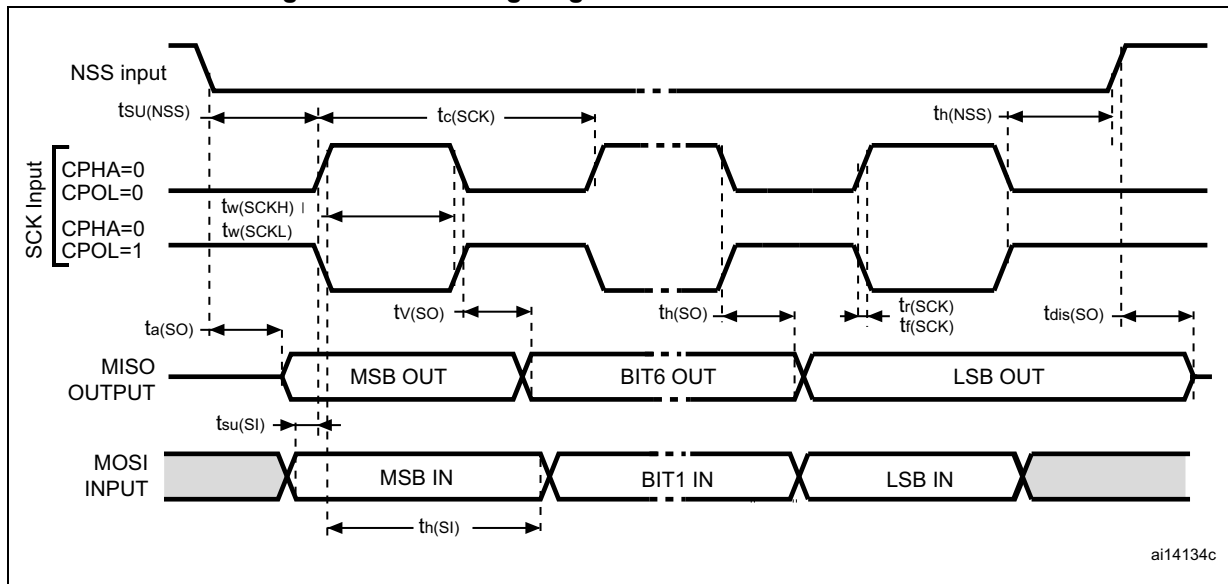 NSS input
tSU(NSS)
tc(SCK)
th(NSS)
SCK Input
CPHA=0
CPOL=0
tw(SCKH)
CPHA=0
tw(SCKL)
CPOL=1
tV(SO)
th(SO)
tr(SCK)
tf(SCK)
ta(SO)
tdis(SO)
MISO
OUTPUT
MSB OUT
BIT6 OUT
LSB OUT
tsu(SI)
MOSI
INPUT
MSB IN
BIT1 IN
LSB IN
th(SI)
ai14134c